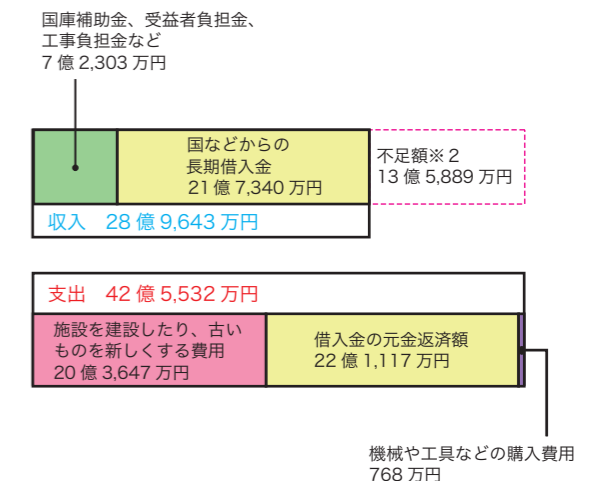 国庫補助金、受益者負担金、
工事負担金など
7 億 2,303 万円
国などからの
長期借入金
21 億 7,340 万円
不足額※ 2
13 億 5,889 万円
収入　28 億 9,643 万円
支出　42 億 5,532 万円
施設を建設したり、古い
ものを新しくする費用
20 億 3,647 万円
借入金の元金返済額
22 億 1,117 万円
機械や工具などの購入費用
768 万円